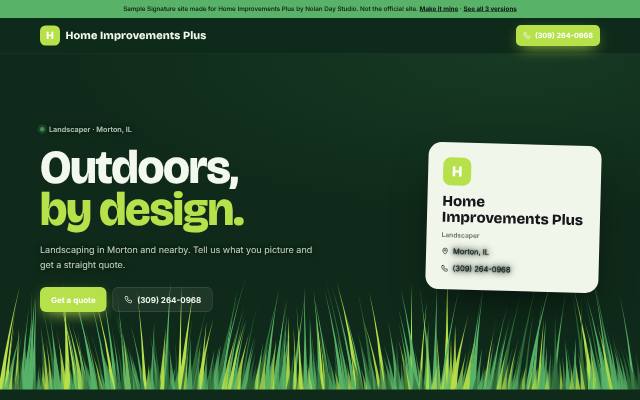 Sample Signature site made for Home Improvements Plus by Nolan Day Studio. Not the official site. Make it mine · See all 3 versions
H Home Improvements Plus
(309) 264-0968
Landscaper · Morton, IL
Outdoors,
by design.
Landscaping in Morton and nearby. Tell us what you picture and
get a straight quote.
Get a quote
(309) 264-0968
H
Home
Improvements Plus
Landscaper
Morton, IL
(309) 264-0968